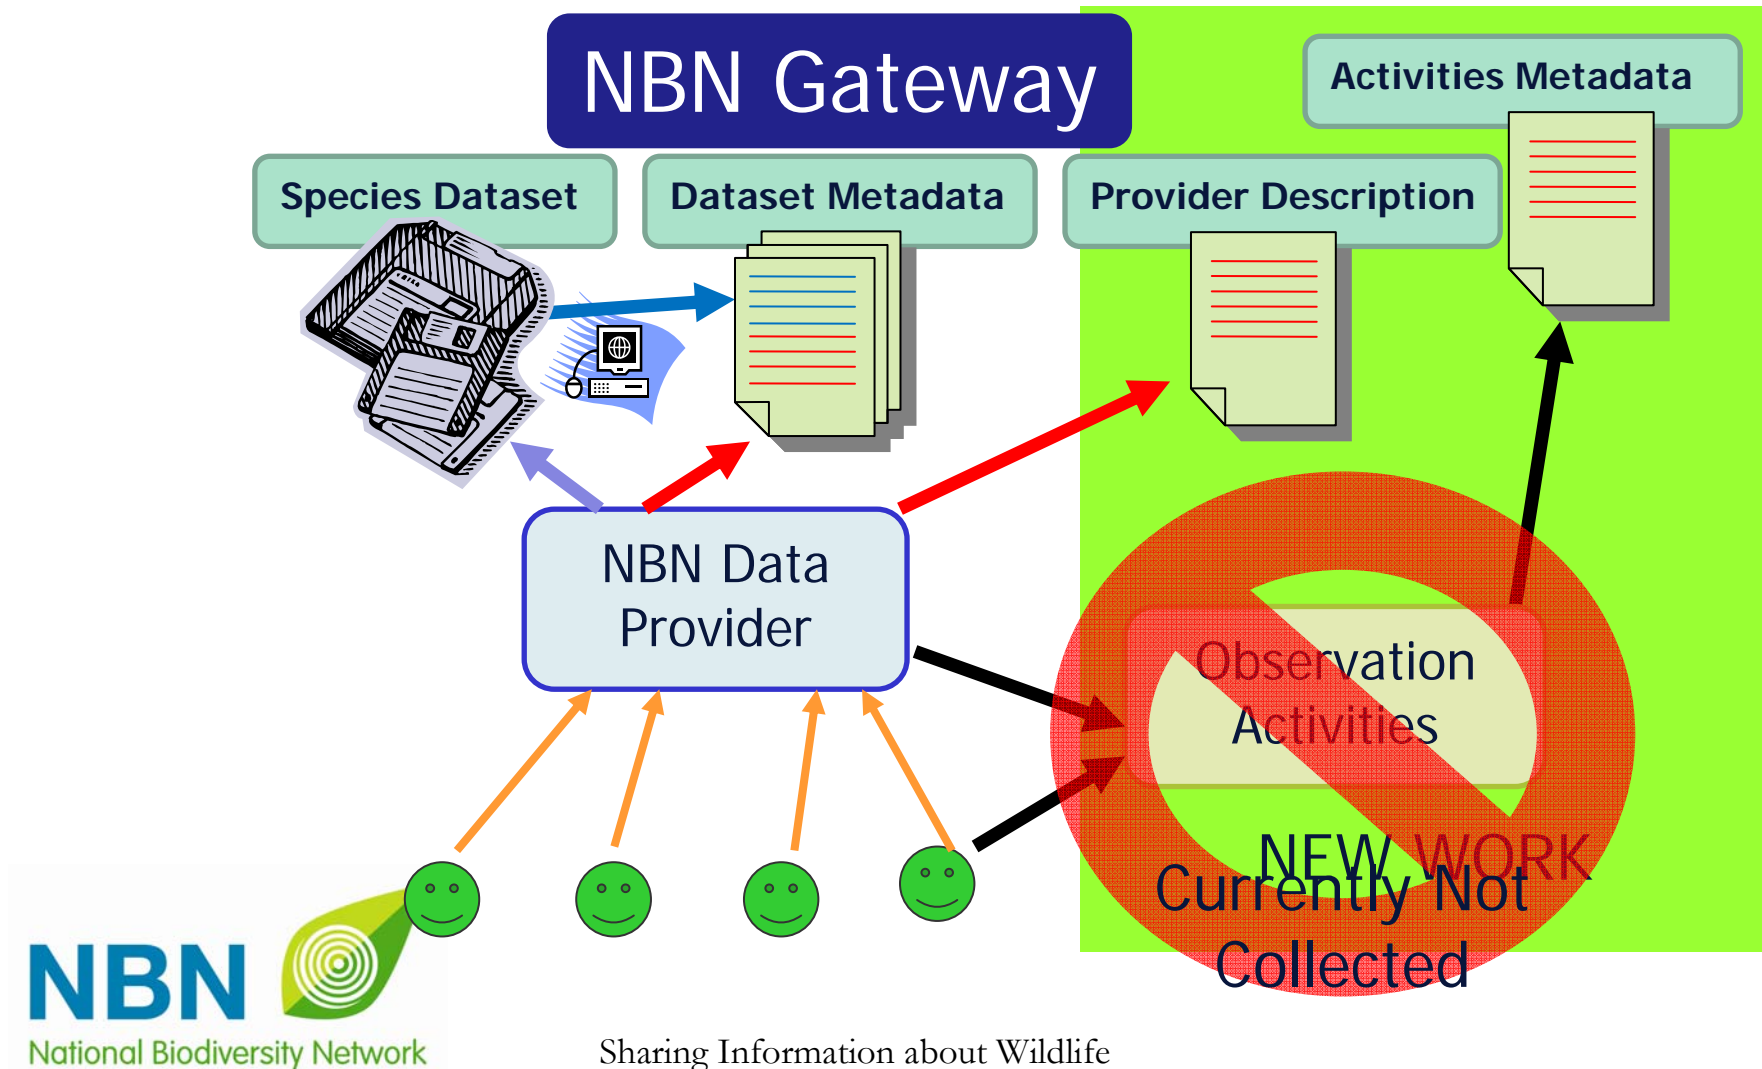 NBN Gateway
Activities Metadata
Species Dataset
Dataset Metadata
Provider Description
NBN Data
Provider
Observation
Activities
NEW WORK
Currently Not
Collected
NBN
National Biodiversity Network
Sharing Information about Wildlife